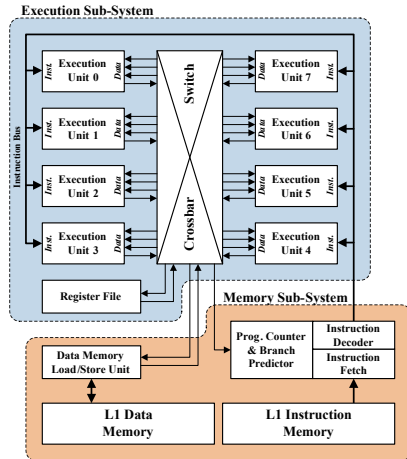 Execution Sub-System
Execution
Unit 0
Inst.
Data
Execution
Unit 7
Data
Inst.
Switch
Execution
Unit 1
Inst.
Data
Execution
Unit 6
Data
Inst.
Instruction Bus
Execution
Unit 2
Inst.
Data
Execution
Unit 5
Data
Inst.
Crossbar
Execution
Unit 3
Inst.
Data
Execution
Unit 4
Data
Inst.
Register File
Memory Sub-System
Data Memory
Load/Store Unit
Prog. Counter
& Branch
Predictor
Instruction
Decoder
Instruction
Fetch
L1 Data
Memory
L1 Instruction
Memory